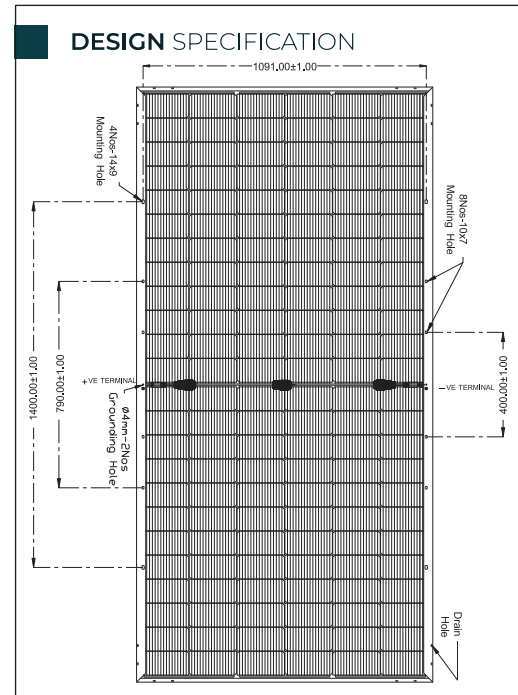 DESIGN SPECIFICATION
1091.00±1.00
4Nos-14x9
Mounting Hole
8Nos-10x7
Mounting Hole
1400.00±1.00
790.00±1.00
+VE TERMINAL
-VE TERMINAL
400.00±1.00
Ø4mm-2Nos
Grounding Hole
Drain
Hole